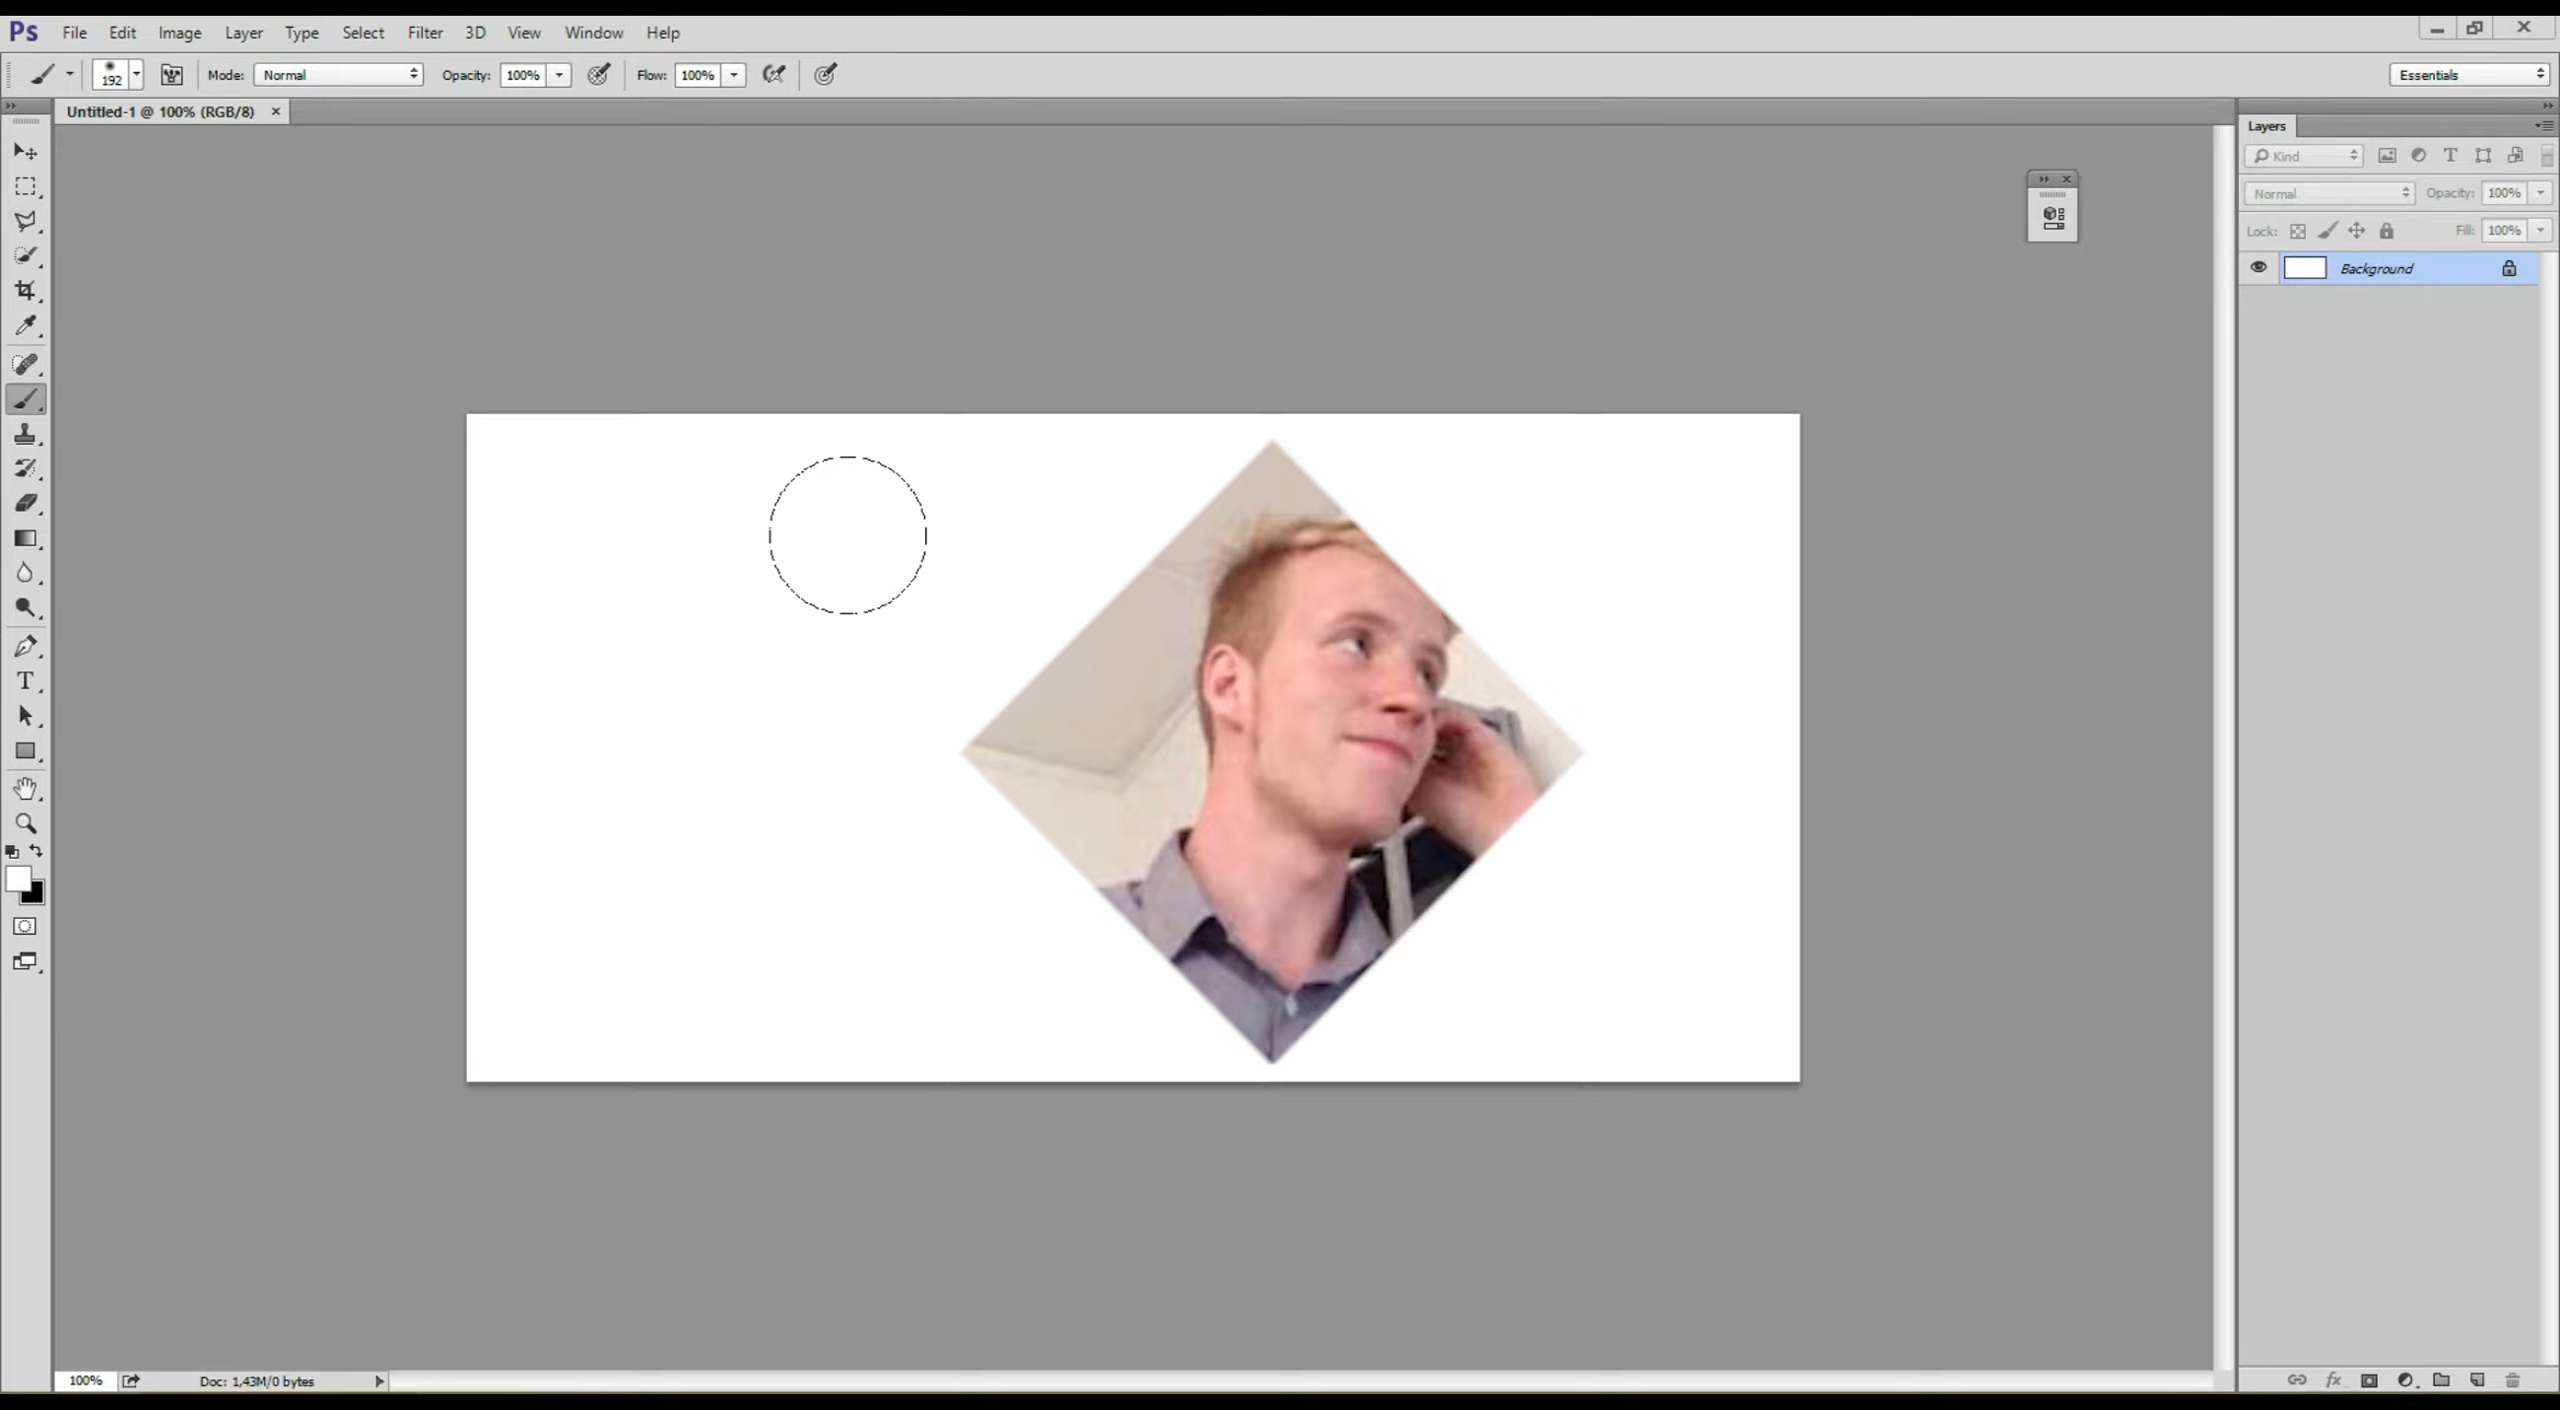 Ps File Edit Image Layer Type Select Filter 3D View Window Help
192 Mode: Normal Opacity: 100% Flow: 100% Essentials
Untitled-1 @ 100% (RGB/8) ×
Layers
Kind
Normal Opacity: 100%
Lock: Fill: 100%
Background
100% Doc: 1,43M/0 bytes